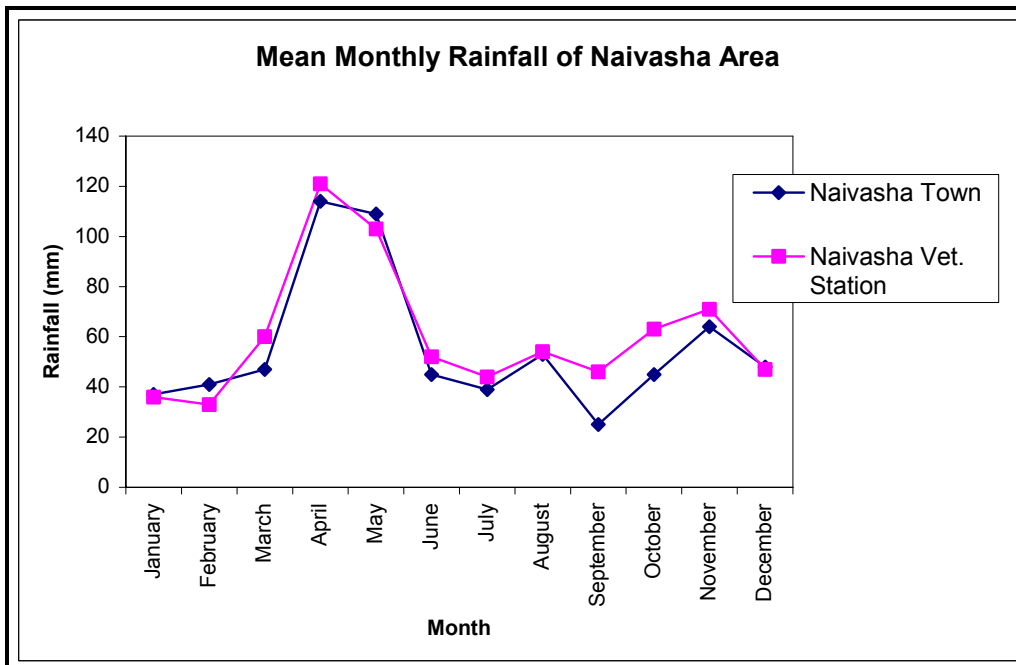 Mean Monthly Rainfall of Naivasha Area
140
120
100
80
60
40
20
0
Rainfall (mm)
Naivasha Town
Naivasha Vet.
Station
January
February
March
April
May
June
July
August
September
October
November
December
Month